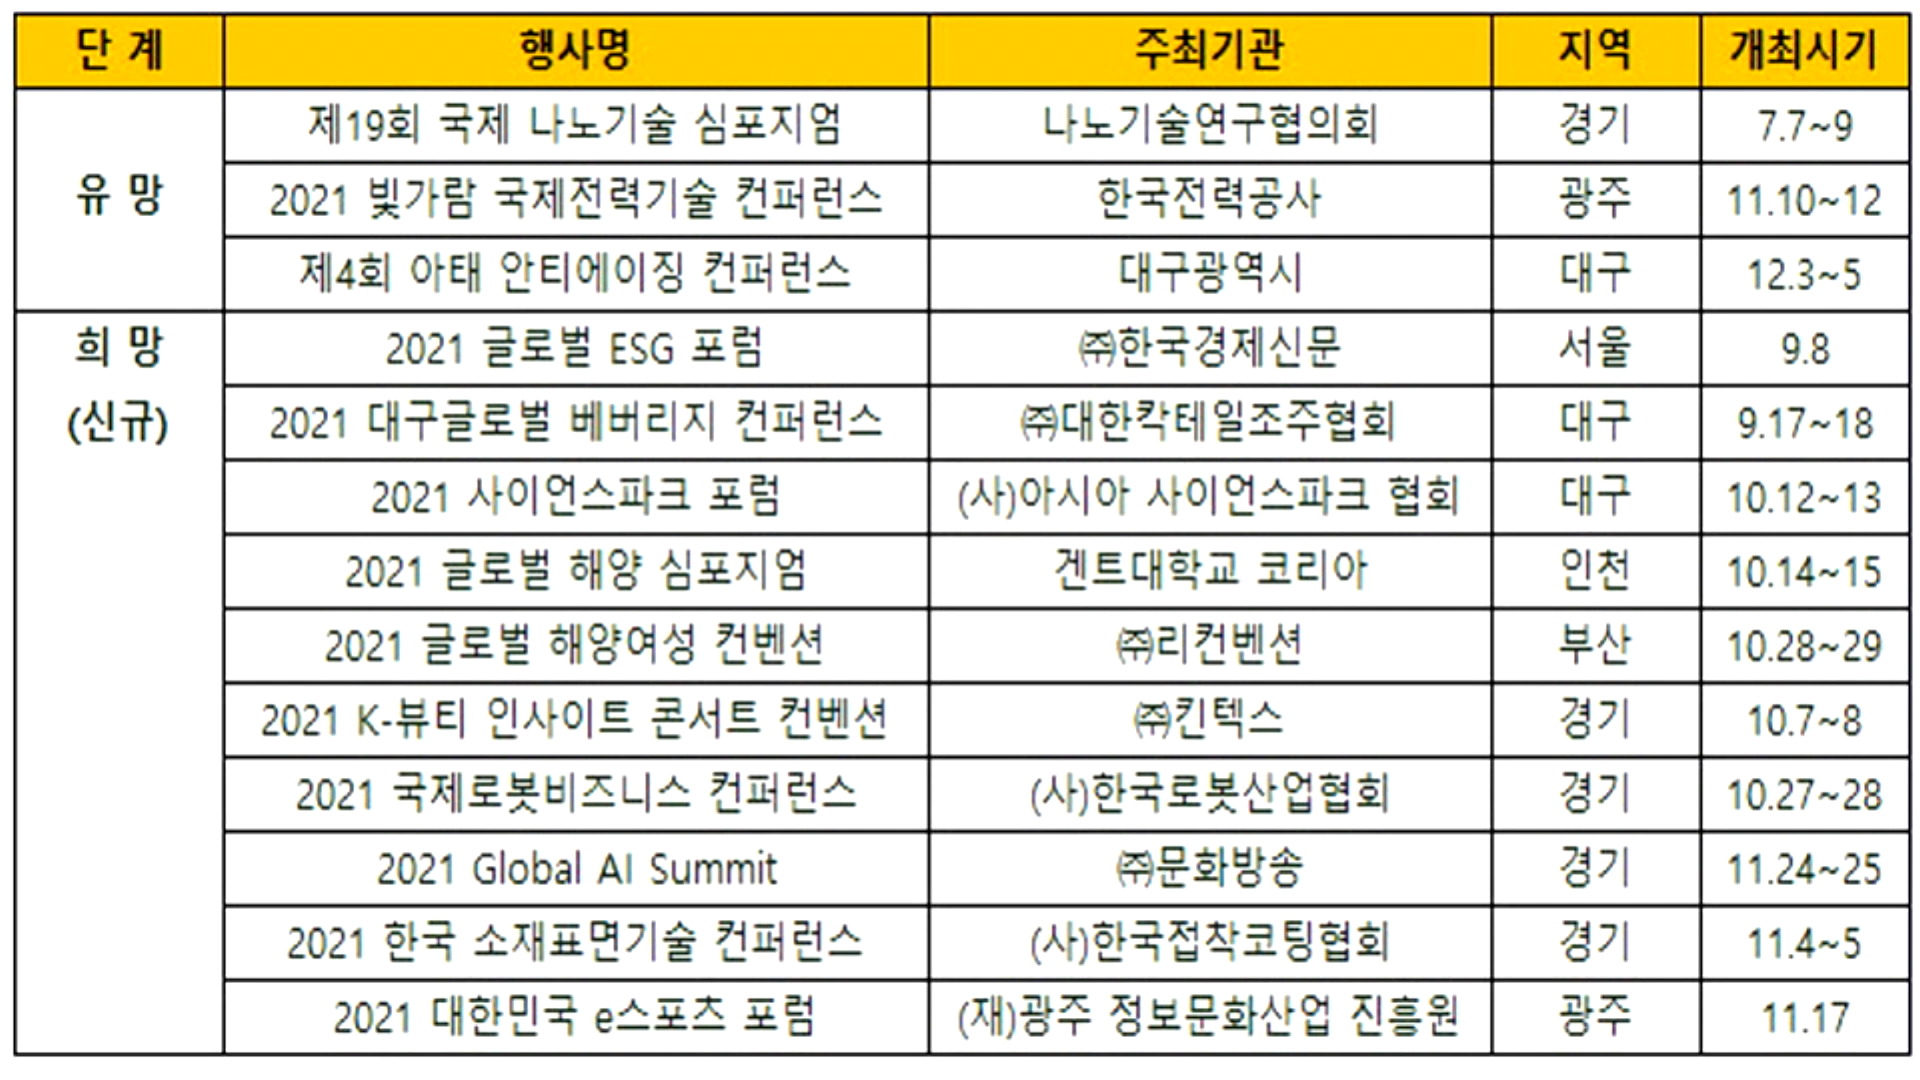 단 계 행사명 주최기관 지역 개최시기
유 망
제19회 국제 나노기술 심포지엄 나노기술연구협의회 경기 7.7~9
2021 빛가람 국제전력기술 컨퍼런스 한국전력공사 광주 11.10~12
제4회 아태 안티에이징 컨퍼런스 대구광역시 대구 12.3~5
희 망
(신규)
2021 글로벌 ESG 포럼 ㈜한국경제신문 서울 9.8
2021 대구글로벌 베버리지 컨퍼런스 ㈜대한칵테일조주협회 대구 9.17~18
2021 사이언스파크 포럼 (사)아시아 사이언스파크 협회 대구 10.12~13
2021 글로벌 해양 심포지엄 겐트대학교 코리아 인천 10.14~15
2021 글로벌 해양여성 컨벤션 ㈜리컨벤션 부산 10.28~29
2021 K-뷰티 인사이트 콘서트 컨벤션 ㈜킨텍스 경기 10.7~8
2021 국제로봇비즈니스 컨퍼런스 (사)한국로봇산업협회 경기 10.27~28
2021 Global AI Summit ㈜문화방송 경기 11.24~25
2021 한국 소재표면기술 컨퍼런스 (사)한국접착코팅협회 경기 11.4~5
2021 대한민국 e스포츠 포럼 (재)광주 정보문화산업 진흥원 광주 11.17